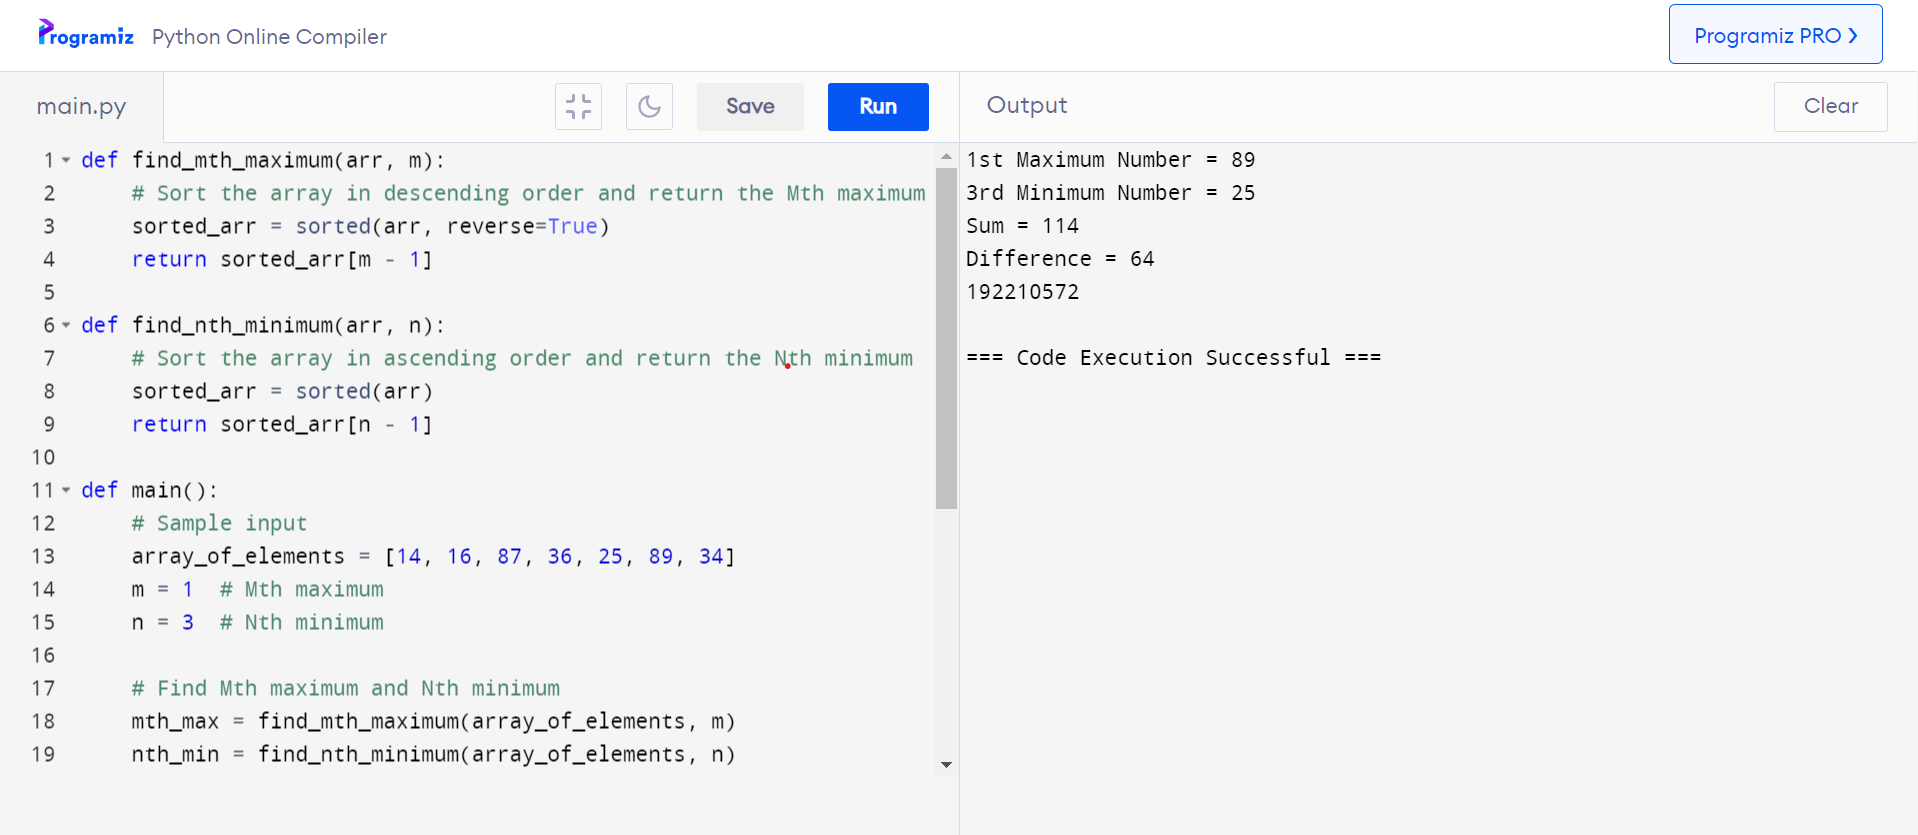 Programiz Python Online Compiler
Programiz PRO ❯
main.py
Save
Run
Output
Clear
1 def find_mth_maximum(arr, m):
2     # Sort the array in descending order and return the Mth maximum
3     sorted_arr = sorted(arr, reverse=True)
4     return sorted_arr[m - 1]
5
6 def find_nth_minimum(arr, n):
7     # Sort the array in ascending order and return the Nth minimum
8     sorted_arr = sorted(arr)
9     return sorted_arr[n - 1]
10
11 def main():
12     # Sample input
13     array_of_elements = [14, 16, 87, 36, 25, 89, 34]
14     m = 1  # Mth maximum
15     n = 3  # Nth minimum
16
17     # Find Mth maximum and Nth minimum
18     mth_max = find_mth_maximum(array_of_elements, m)
19     nth_min = find_nth_minimum(array_of_elements, n)
1st Maximum Number = 89
3rd Minimum Number = 25
Sum = 114
Difference = 64
192210572
=== Code Execution Successful ===